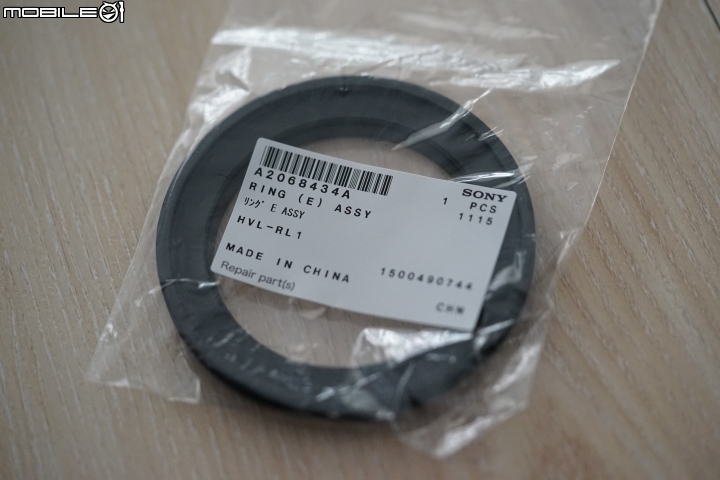 MOBILE01
SONY
A2068434A 1 PCS
RING (E) ASSY 1115
リング E ASSY
HVL-RL1
MADE IN CHINA 1500490744
Repair part(s)